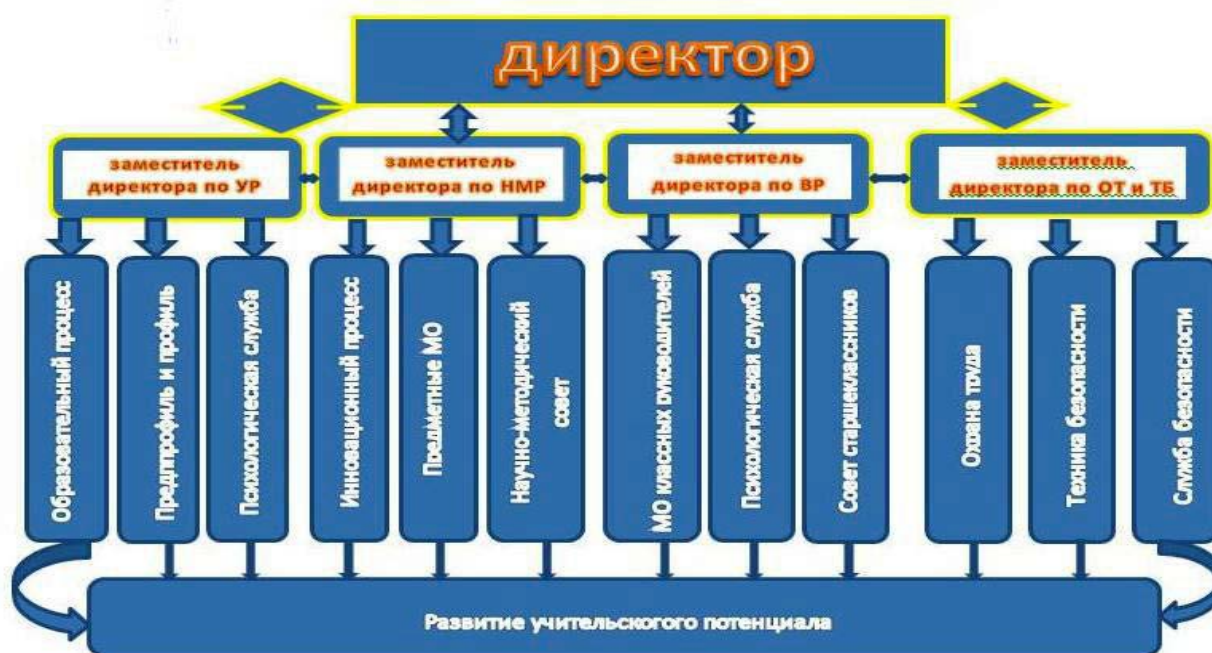 директор
заместитель
директора по УР
заместитель
директора по НМР
заместитель
директора по ВР
заместитель
директора по ОТ и ТБ
Образовательный процесс
Предпрофиль и профиль
Психологическая служба
Инновационный процесс
Предметные МО
Научно-методический
совет
МО классных руководителей
Психологическая служба
Совет старшеклассников
Охрана труда
Техника безопасности
Служба безопасности
Развитие учительского потенциала